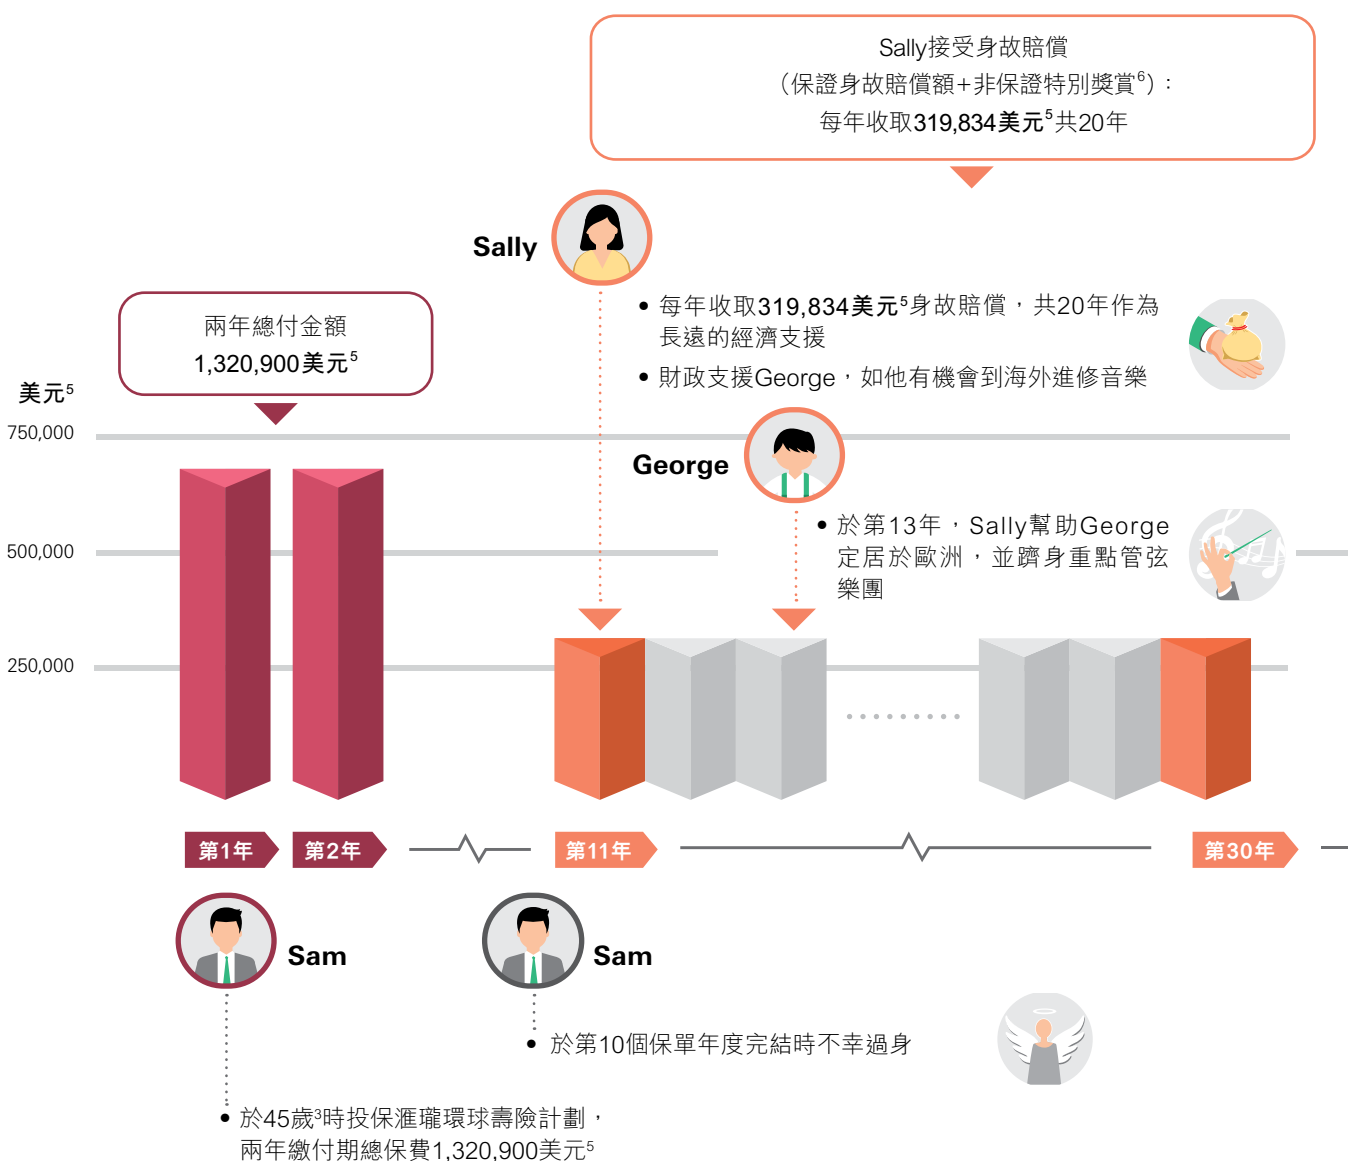 Sally接受身故賠償
（保證身故賠償額+非保證特別獎賞6）：
每年收取319,834美元5共20年
Sally
• 每年收取319,834美元5身故賠償，共20年作為
長遠的經濟支援
• 財政支援George，如他有機會到海外進修音樂
兩年總付金額
1,320,900美元5
美元5
750,000
George
• 於第13年，Sally幫助George
定居於歐洲，並躋身重點管弦
樂團
500,000
250,000
第1年
第2年
第11年
第30年
Sam
Sam
• 於第10個保單年度完結時不幸過身
• 於45歲3時投保滙瓏環球壽險計劃，
兩年繳付期總保費1,320,900美元5